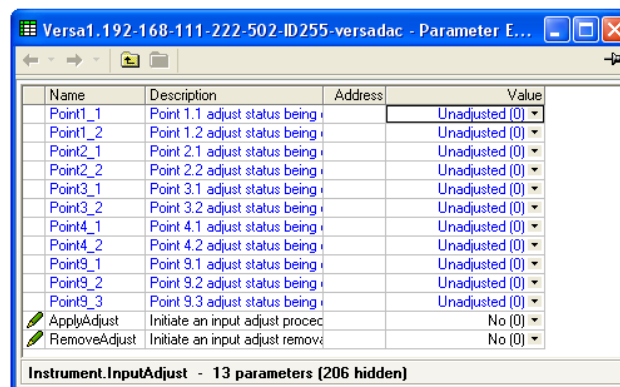 Versa1.192-168-111-222-502-ID255-versadac - Parameter E...
Name Description Address Value
Point1_1 Point 1.1 adjust status being Unadjusted (0)
Point1_2 Point 1.2 adjust status being Unadjusted (0)
Point2_1 Point 2.1 adjust status being Unadjusted (0)
Point2_2 Point 2.2 adjust status being Unadjusted (0)
Point3_1 Point 3.1 adjust status being Unadjusted (0)
Point3_2 Point 3.2 adjust status being Unadjusted (0)
Point4_1 Point 4.1 adjust status being Unadjusted (0)
Point4_2 Point 4.2 adjust status being Unadjusted (0)
Point9_1 Point 9.1 adjust status being Unadjusted (0)
Point9_2 Point 9.2 adjust status being Unadjusted (0)
Point9_3 Point 9.3 adjust status being Unadjusted (0)
ApplyAdjust Initiate an input adjust proced No (0)
RemoveAdjust Initiate an input adjust remova No (0)
Instrument.InputAdjust - 13 parameters (206 hidden)